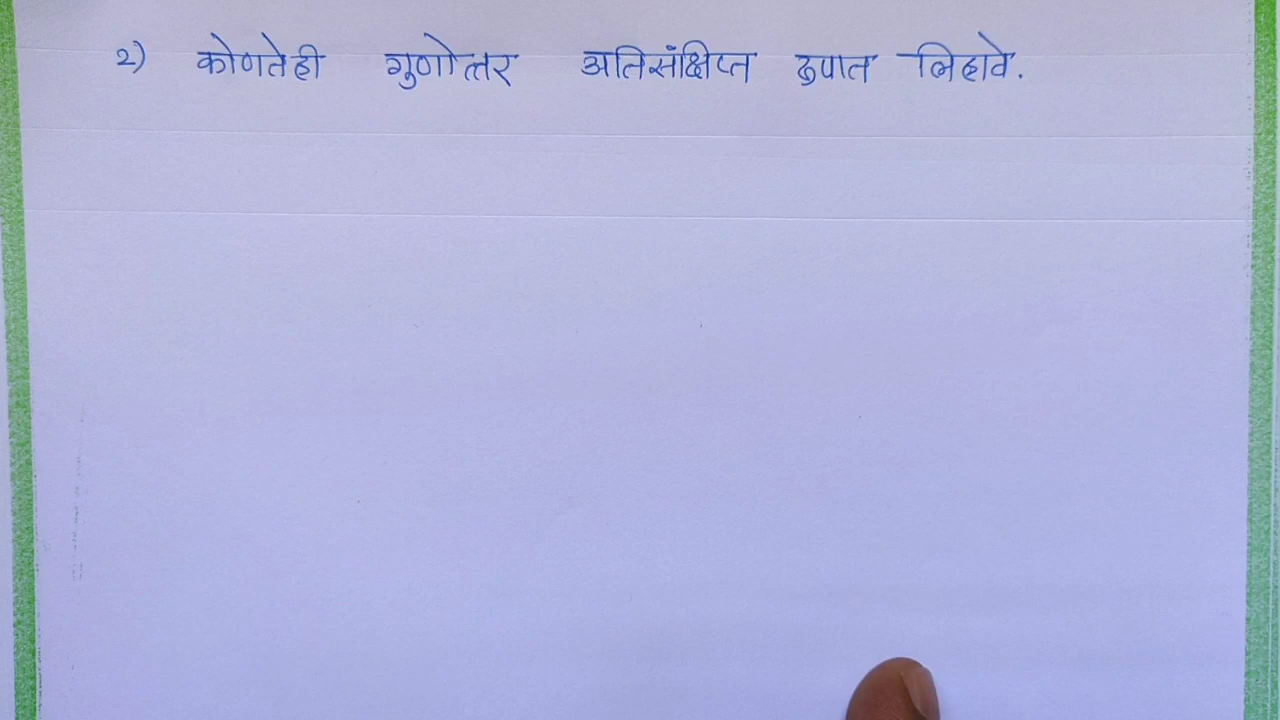 २) कोणतेही गुणोत्तर अतिसंक्षिप्त रुपात लिहावे.